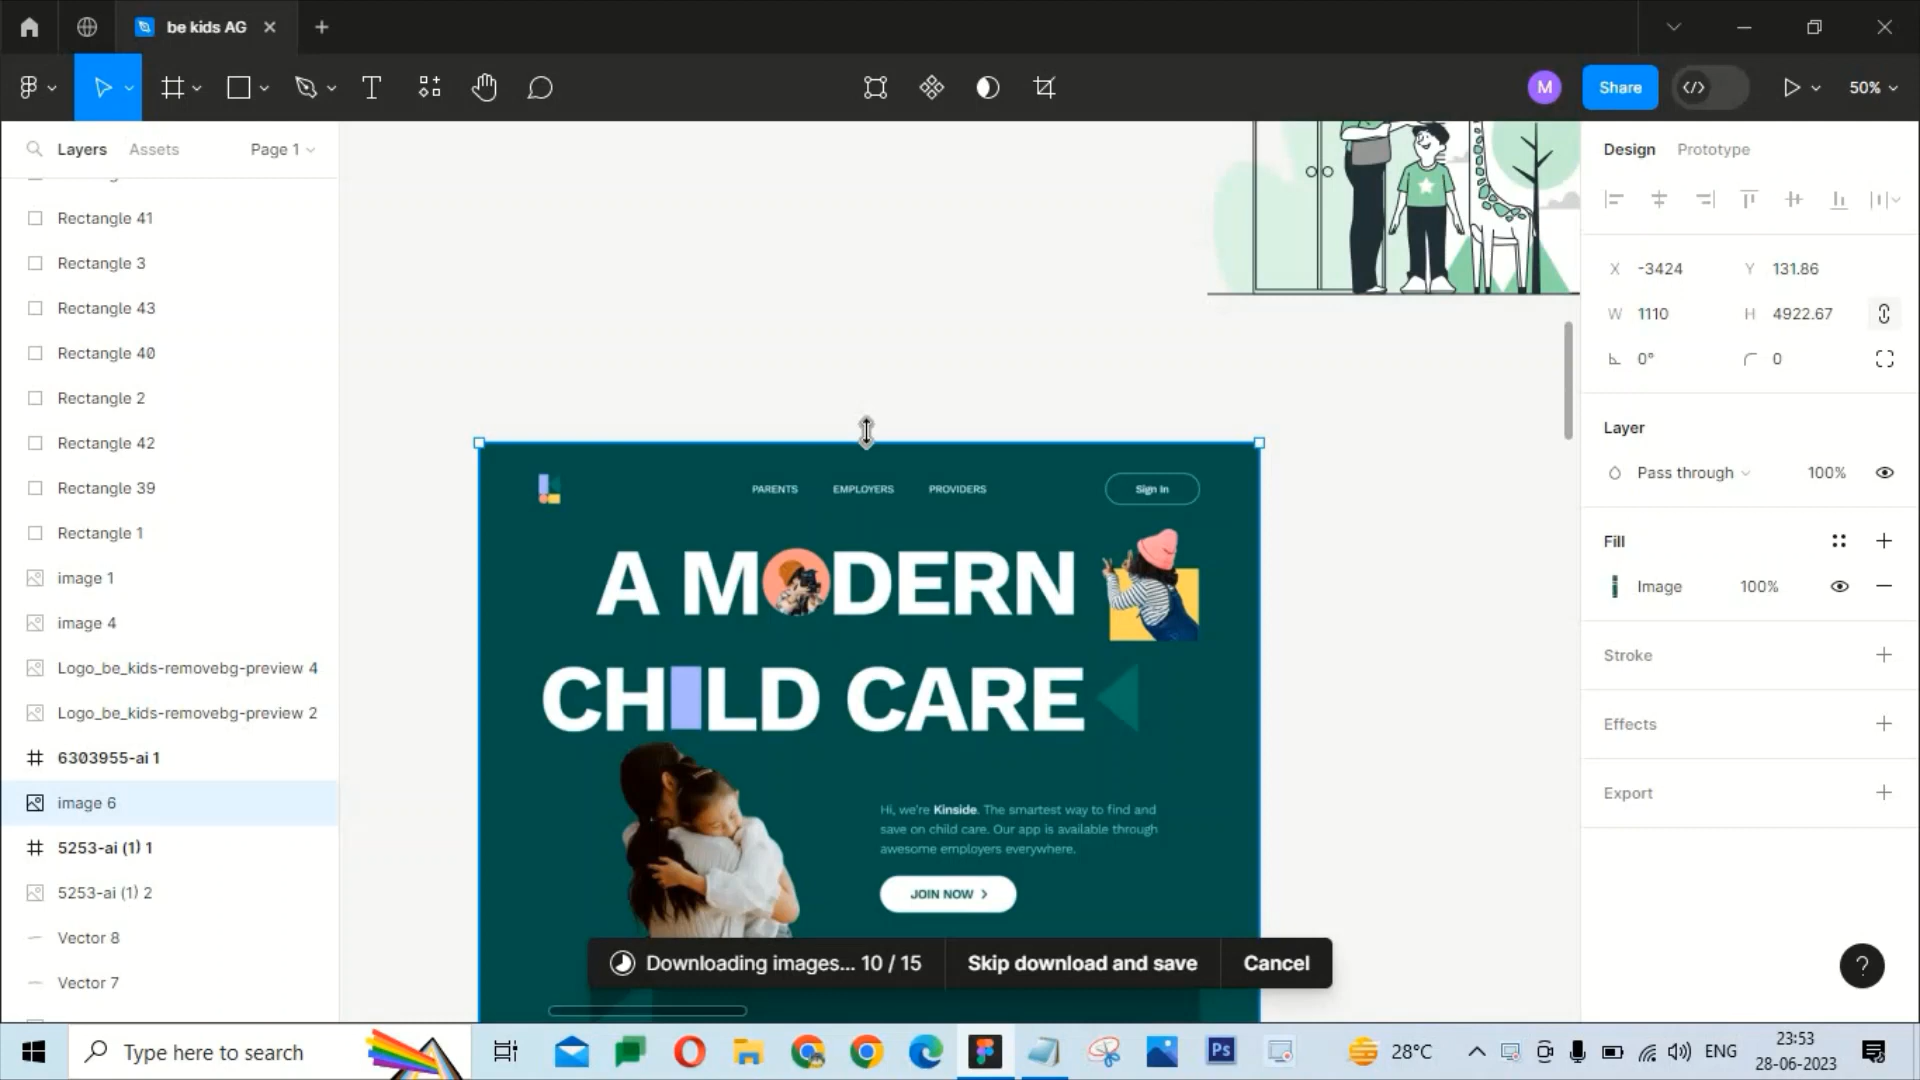 be kids AG
Share
50%
Layers
Assets
Page 1
Rectangle 41
Rectangle 3
Rectangle 43
Rectangle 40
Rectangle 2
Rectangle 42
Rectangle 39
Rectangle 1
image 1
image 4
Logo_be_kids-removebg-preview 4
Logo_be_kids-removebg-preview 2
6303955-ai 1
image 6
5253-ai (1) 1
5253-ai (1) 2
Vector 8
Vector 7
PARENTS
EMPLOYERS
PROVIDERS
Sign In
A MODERN
CHILD CARE
Hi, we're Kinside. The smartest way to find and
save on child care. Our app is available through
awesome employers everywhere.
JOIN NOW >
Downloading images... 10 / 15
Skip download and save
Cancel
M
Design
Prototype
X -3424
Y 131.86
W 1110
H 4922.67
0°
0
Layer
Pass through
100%
Fill
Image
100%
Stroke
Effects
Export
?
Type here to search
Ps
28°C
ENG
23:53
28-06-2023